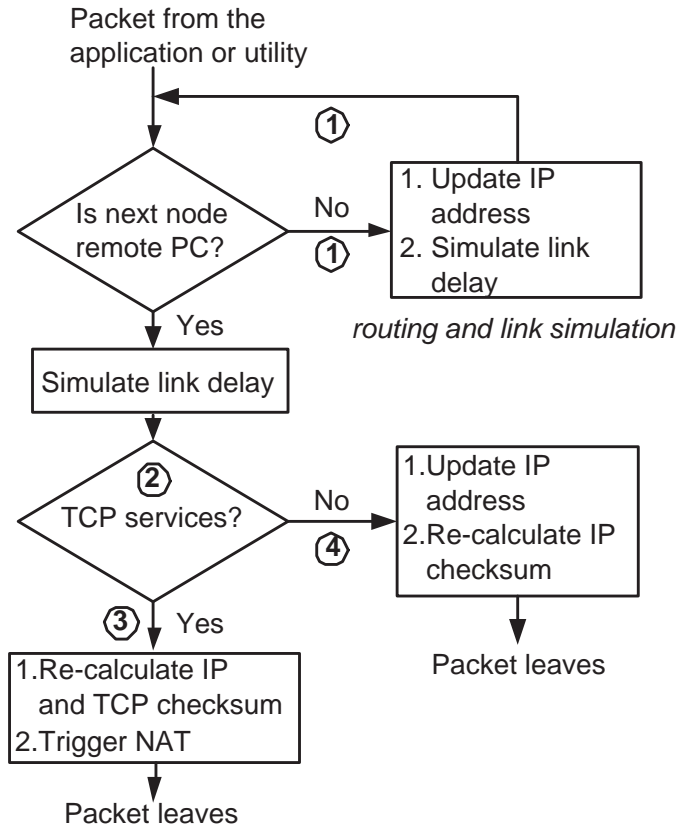 Packet from the
application or utility
1
Is next node
remote PC?
No
1
1. Update IP
address
2. Simulate link
delay
Yes
routing and link simulation
Simulate link delay
2
TCP services?
No
4
1.Update IP
address
2.Re-calculate IP
checksum
3
Yes
Packet leaves
1.Re-calculate IP
and TCP checksum
2.Trigger NAT
Packet leaves